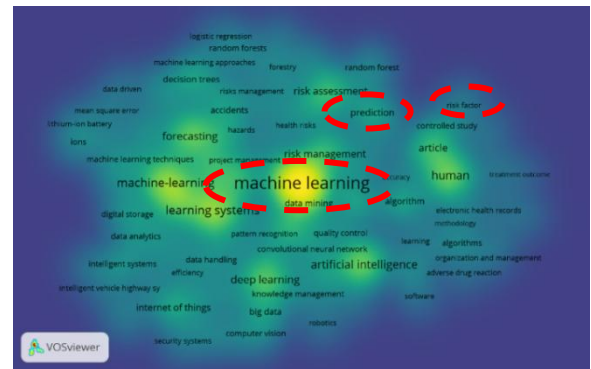 logistic regression
random forests
machine learning approaches
forestry
random forest
decision trees
data driven
risks management
risk assessment
risk factor
mean square error
accidents
prediction
lithium-ion battery
hazards
health risks
controlled study
ions
forecasting
article
machine learning techniques
project management
risk management
machine-learning
machine learning
human
treatment outcome
data mining
algorithm
digital storage
learning systems
electronic health records
methodology
data analytics
pattern recognition
quality control
learning
algorithms
convolutional neural network
intelligent systems
data handling
artificial intelligence
organization and management
efficiency
adverse drug reaction
deep learning
intelligent vehicle highway sy
knowledge management
software
internet of things
big data
robotics
computer vision
security systems
VOSviewer